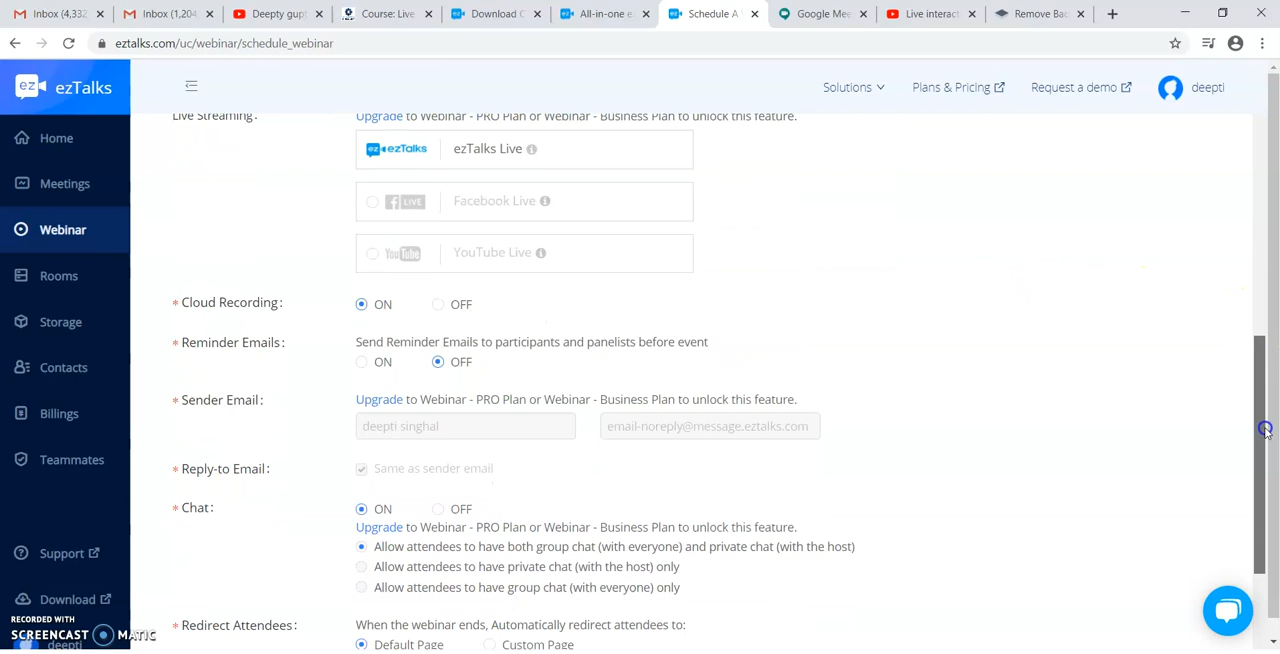 Inbox (4,332
Inbox (1,204
Deepty gupt
Course: Live
Download C
All-in-one e
Schedule A
Google Mee
Live interact
Remove Bac
eztalks.com/uc/webinar/schedule_webinar
ez ezTalks
Solutions
Plans & Pricing
Request a demo
deepti
Home
Meetings
Webinar
Rooms
Storage
Contacts
Billings
Teammates
Support
Download
RECORDED WITH
SCREENCAST MATIC
deepti
Live Streaming:
Upgrade to Webinar - PRO Plan or Webinar - Business Plan to unlock this feature.
ez ezTalks ezTalks Live
f LIVE Facebook Live
YouTube YouTube Live
* Cloud Recording: ON OFF
* Reminder Emails: Send Reminder Emails to participants and panelists before event
ON OFF
* Sender Email: Upgrade to Webinar - PRO Plan or Webinar - Business Plan to unlock this feature.
deepti singhal email-noreply@message.eztalks.com
* Reply-to Email: Same as sender email
* Chat: ON OFF
Upgrade to Webinar - PRO Plan or Webinar - Business Plan to unlock this feature.
Allow attendees to have both group chat (with everyone) and private chat (with the host)
Allow attendees to have private chat (with the host) only
Allow attendees to have group chat (with everyone) only
* Redirect Attendees: When the webinar ends, Automatically redirect attendees to:
Default Page Custom Page